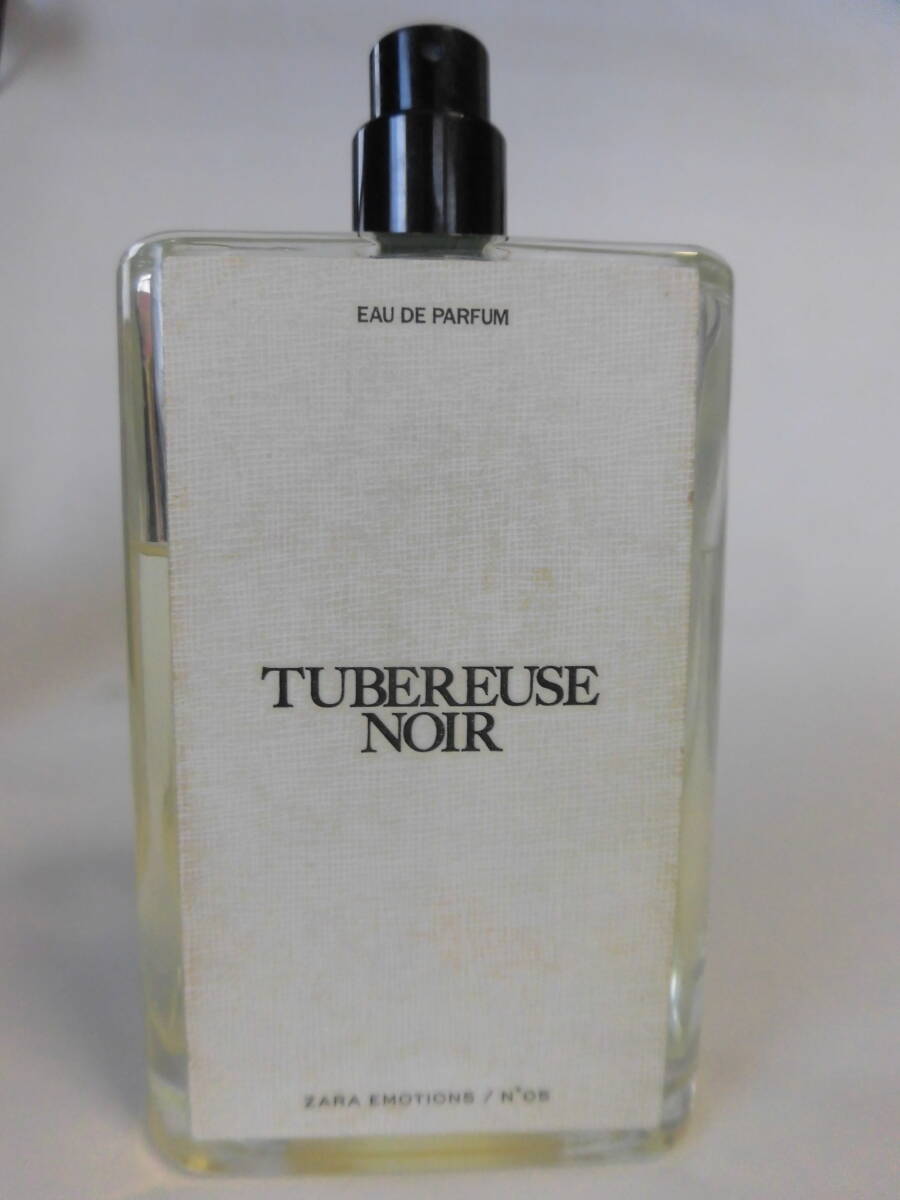 EAU DE PARFUM
TUBEREUSE
NOIR
ZARA EMOTIONS / N°05